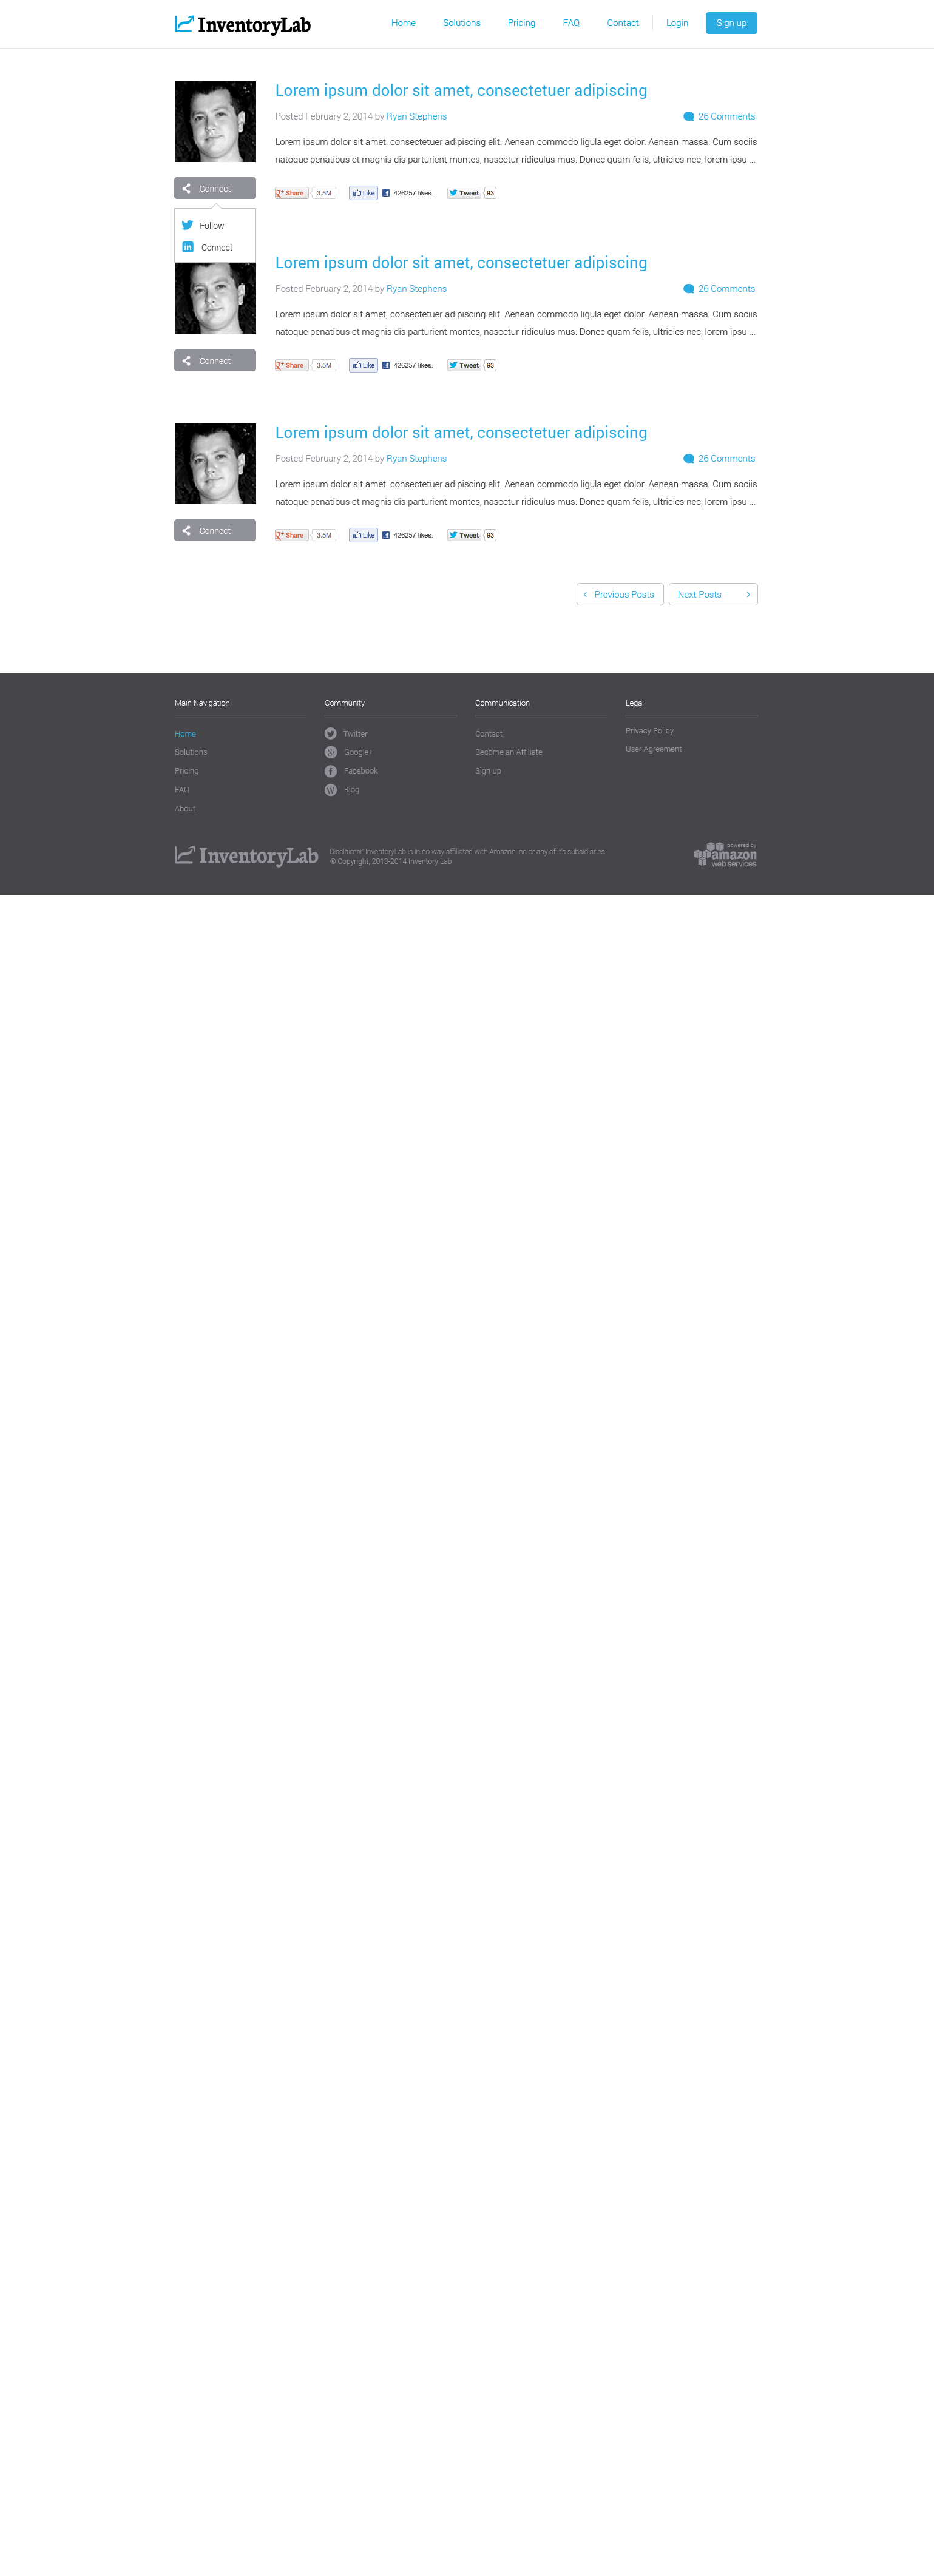 InventoryLab
Home Solutions Pricing FAQ Contact Login Sign up
Lorem ipsum dolor sit amet, consectetuer adipiscing
Posted February 2, 2014 by Ryan Stephens 26 Comments
Lorem ipsum dolor sit amet, consectetuer adipiscing elit. Aenean commodo ligula eget dolor. Aenean massa. Cum sociis
natoque penatibus et magnis dis parturient montes, nascetur ridiculus mus. Donec quam felis, ultricies nec, lorem ipsu ...
Connect
g+ Share 3.5M Like 426257 likes. Tweet 93
Follow
Connect
Lorem ipsum dolor sit amet, consectetuer adipiscing
Posted February 2, 2014 by Ryan Stephens 26 Comments
Lorem ipsum dolor sit amet, consectetuer adipiscing elit. Aenean commodo ligula eget dolor. Aenean massa. Cum sociis
natoque penatibus et magnis dis parturient montes, nascetur ridiculus mus. Donec quam felis, ultricies nec, lorem ipsu ...
Connect
g+ Share 3.5M Like 426257 likes. Tweet 93
Lorem ipsum dolor sit amet, consectetuer adipiscing
Posted February 2, 2014 by Ryan Stephens 26 Comments
Lorem ipsum dolor sit amet, consectetuer adipiscing elit. Aenean commodo ligula eget dolor. Aenean massa. Cum sociis
natoque penatibus et magnis dis parturient montes, nascetur ridiculus mus. Donec quam felis, ultricies nec, lorem ipsu ...
Connect
g+ Share 3.5M Like 426257 likes. Tweet 93
Previous Posts Next Posts
Main Navigation
Home
Solutions
Pricing
FAQ
About
Community
Twitter
Google+
Facebook
Blog
Communication
Contact
Become an Affiliate
Sign up
Legal
Privacy Policy
User Agreement
InventoryLab
Disclaimer: InventoryLab is in no way affiliated with Amazon inc or any of it's subsidiaries.
© Copyright, 2013-2014 Inventory Lab
powered by
amazon
web services